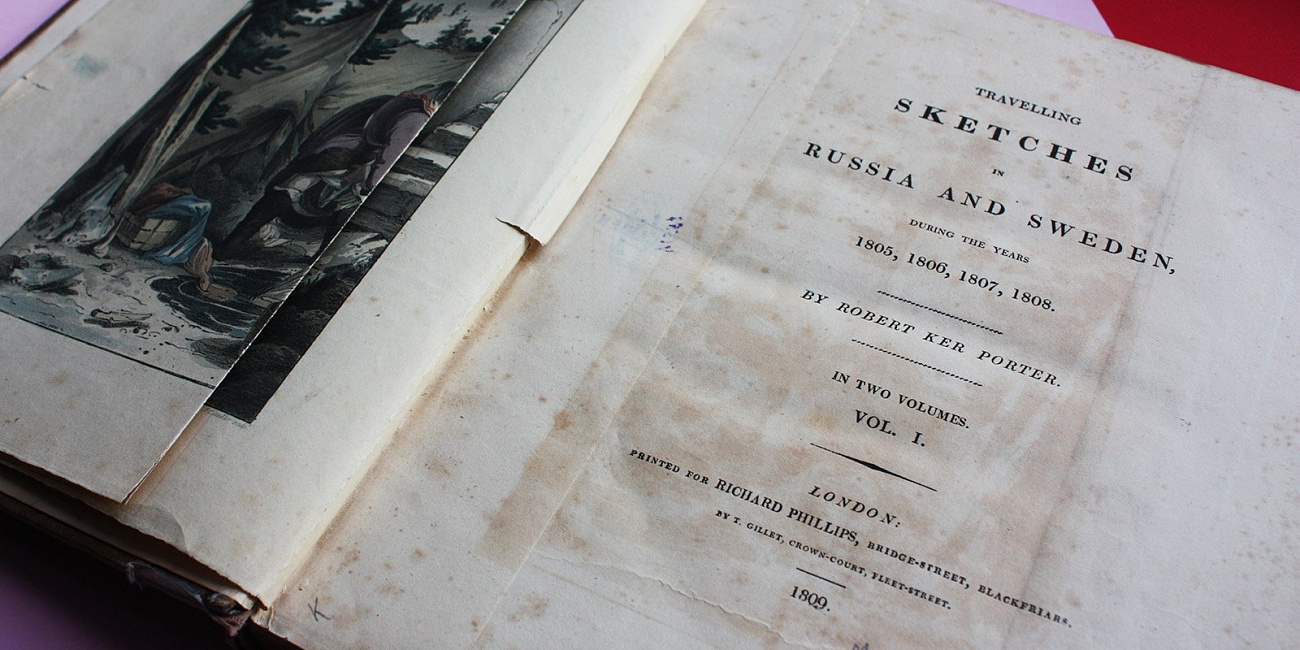 TRAVELLING
SKETCHES
IN
RUSSIA AND SWEDEN,
DURING THE YEARS
1805, 1806, 1807, 1808.
BY ROBERT KER PORTER.
IN TWO VOLUMES.
VOL. I.
LONDON:
PRINTED FOR RICHARD PHILLIPS, BRIDGE-STREET, BLACKFRIARS.
BY T. GILLET, CROWN-COURT, FLEET-STREET.
1809.
K